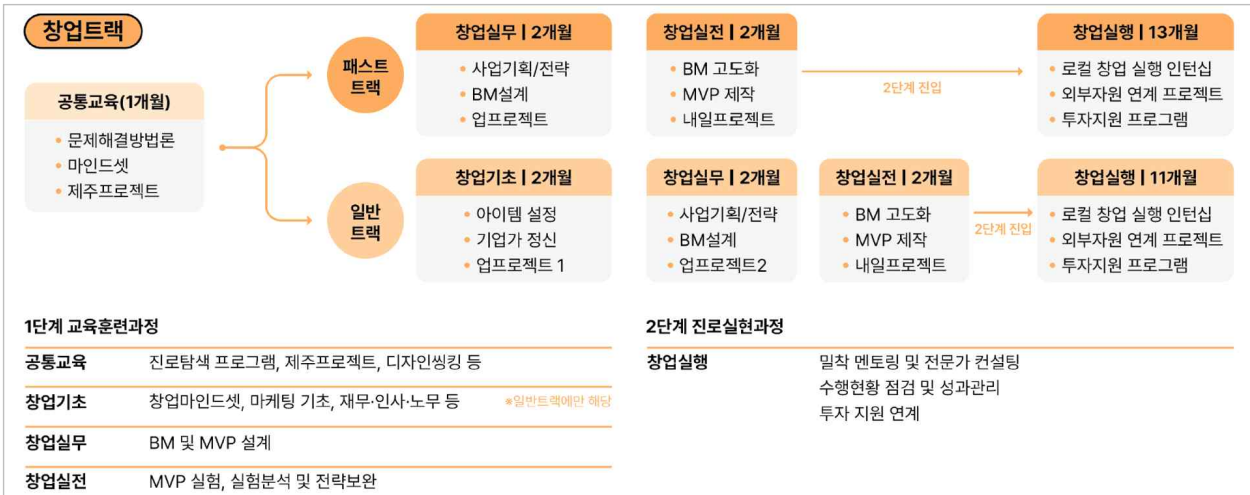 창업트랙
공통교육(1개월)
• 문제해결방법론
• 마인드셋
• 제주프로젝트
패스트
트랙
창업실무 | 2개월
• 사업기획/전략
• BM설계
• 업프로젝트
창업실전 | 2개월
• BM 고도화
• MVP 제작
• 내일프로젝트
2단계 진입
창업실행 | 13개월
• 로컬 창업 실행 인턴십
• 외부자원 연계 프로젝트
• 투자지원 프로그램
일반
트랙
창업기초 | 2개월
• 아이템 설정
• 기업가 정신
• 업프로젝트 1
창업실무 | 2개월
• 사업기획/전략
• BM설계
• 업프로젝트2
창업실전 | 2개월
• BM 고도화
• MVP 제작
• 내일프로젝트
2단계 진입
창업실행 | 11개월
• 로컬 창업 실행 인턴십
• 외부자원 연계 프로젝트
• 투자지원 프로그램
1단계 교육훈련과정
공통교육 진로탐색 프로그램, 제주프로젝트, 디자인씽킹 등
창업기초 창업마인드셋, 마케팅 기초, 재무·인사·노무 등 *일반트랙에만 해당
창업실무 BM 및 MVP 설계
창업실전 MVP 실험, 실험분석 및 전략보완
2단계 진로실현과정
창업실행 밀착 멘토링 및 전문가 컨설팅
수행현황 점검 및 성과관리
투자 지원 연계